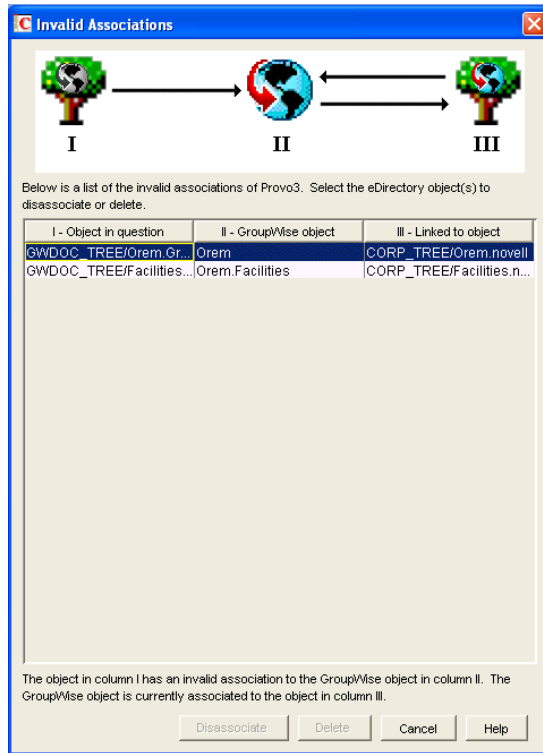 Invalid Associations
I II III
Below is a list of the invalid associations of Provo3. Select the eDirectory object(s) to
disassociate or delete.
I - Object in question II - GroupWise object III - Linked to object
GWDOC_TREE/Orem.Gr... Orem CORP_TREE/Orem.novell
GWDOC_TREE/Facilities... Orem.Facilities CORP_TREE/Facilities.n...
The object in column I has an invalid association to the GroupWise object in column II. The
GroupWise object is currently associated to the object in column III.
Disassociate Delete Cancel Help